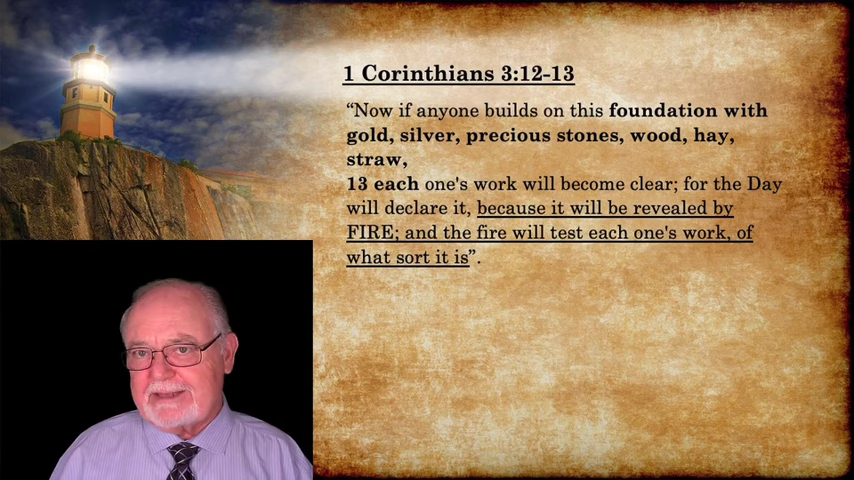 1 Corinthians 3:12-13
“Now if anyone builds on this foundation with
gold, silver, precious stones, wood, hay,
straw,
13 each one's work will become clear; for the Day
will declare it, because it will be revealed by
FIRE; and the fire will test each one's work, of
what sort it is”.